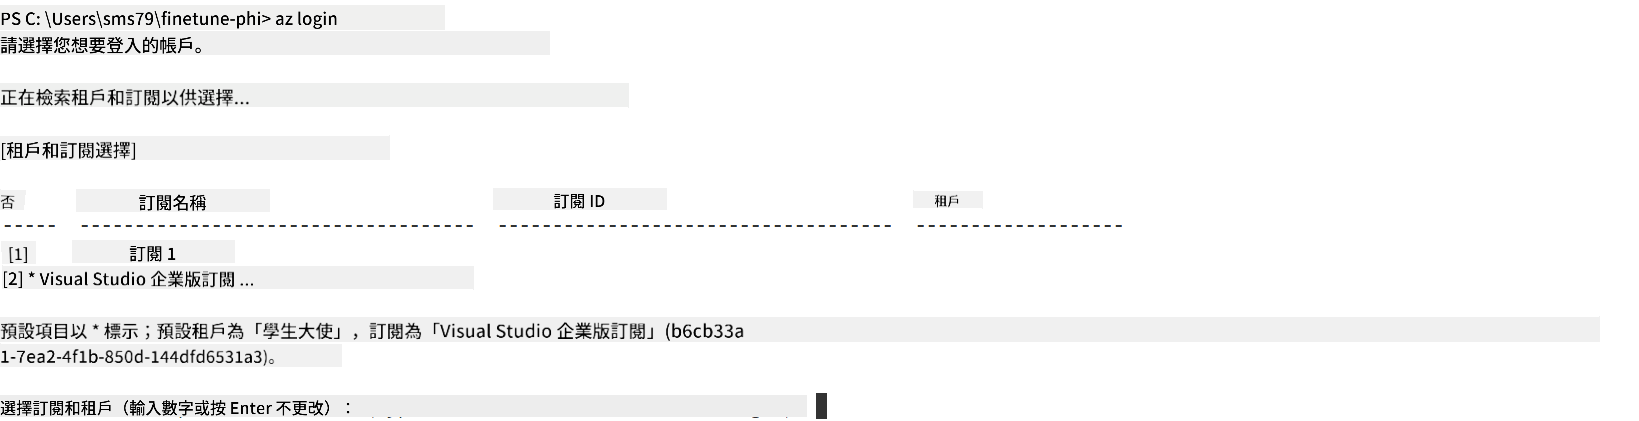 PS C: \Users\sms79\finetune-phi> az login
請選擇您想要登入的帳戶。
正在檢索租戶和訂閱以供選擇...
[租戶和訂閱選擇]
否 訂閱名稱 訂閱 ID 租戶
----- ---------------------------------- ---------------------------------- ------------------
[1] 訂閱 1
[2] * Visual Studio 企業版訂閱 ...
預設項目以 * 標示；預設租戶為「學生大使」，訂閱為「Visual Studio 企業版訂閱」(b6cb33a
1-7ea2-4f1b-850d-144dfd6531a3)。
選擇訂閱和租戶（輸入數字或按 Enter 不更改）：